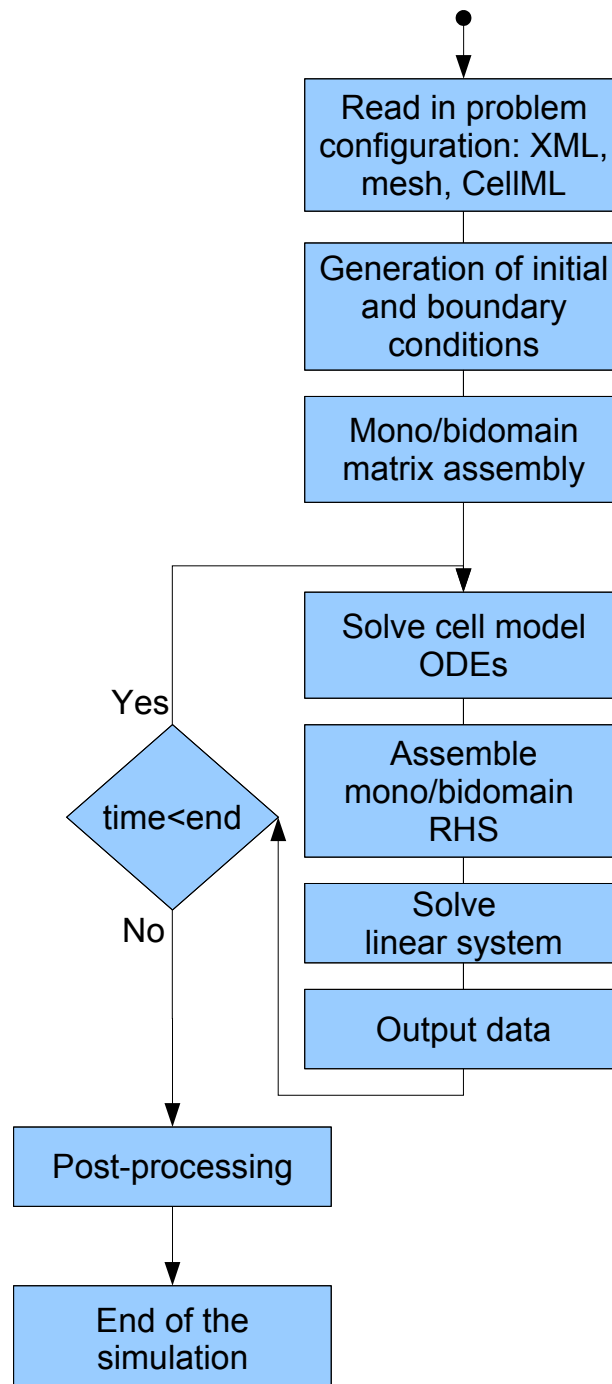 Read in problem
configuration: XML,
mesh, CellML
Generation of initial
and boundary
conditions
Mono/bidomain
matrix assembly
Solve cell model
ODEs
Yes
Assemble
mono/bidomain
RHS
time<end
No
Solve
linear system
Output data
Post-processing
End of the
simulation